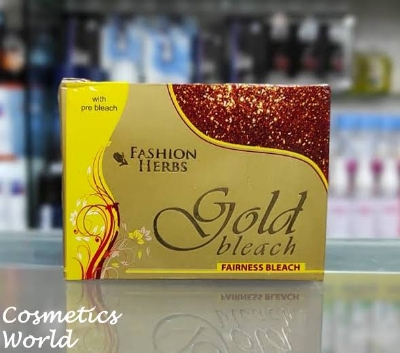 with
pre bleach
FASHION
HERBS
Gold
bleach
FAIRNESS BLEACH
Cosmetics
World